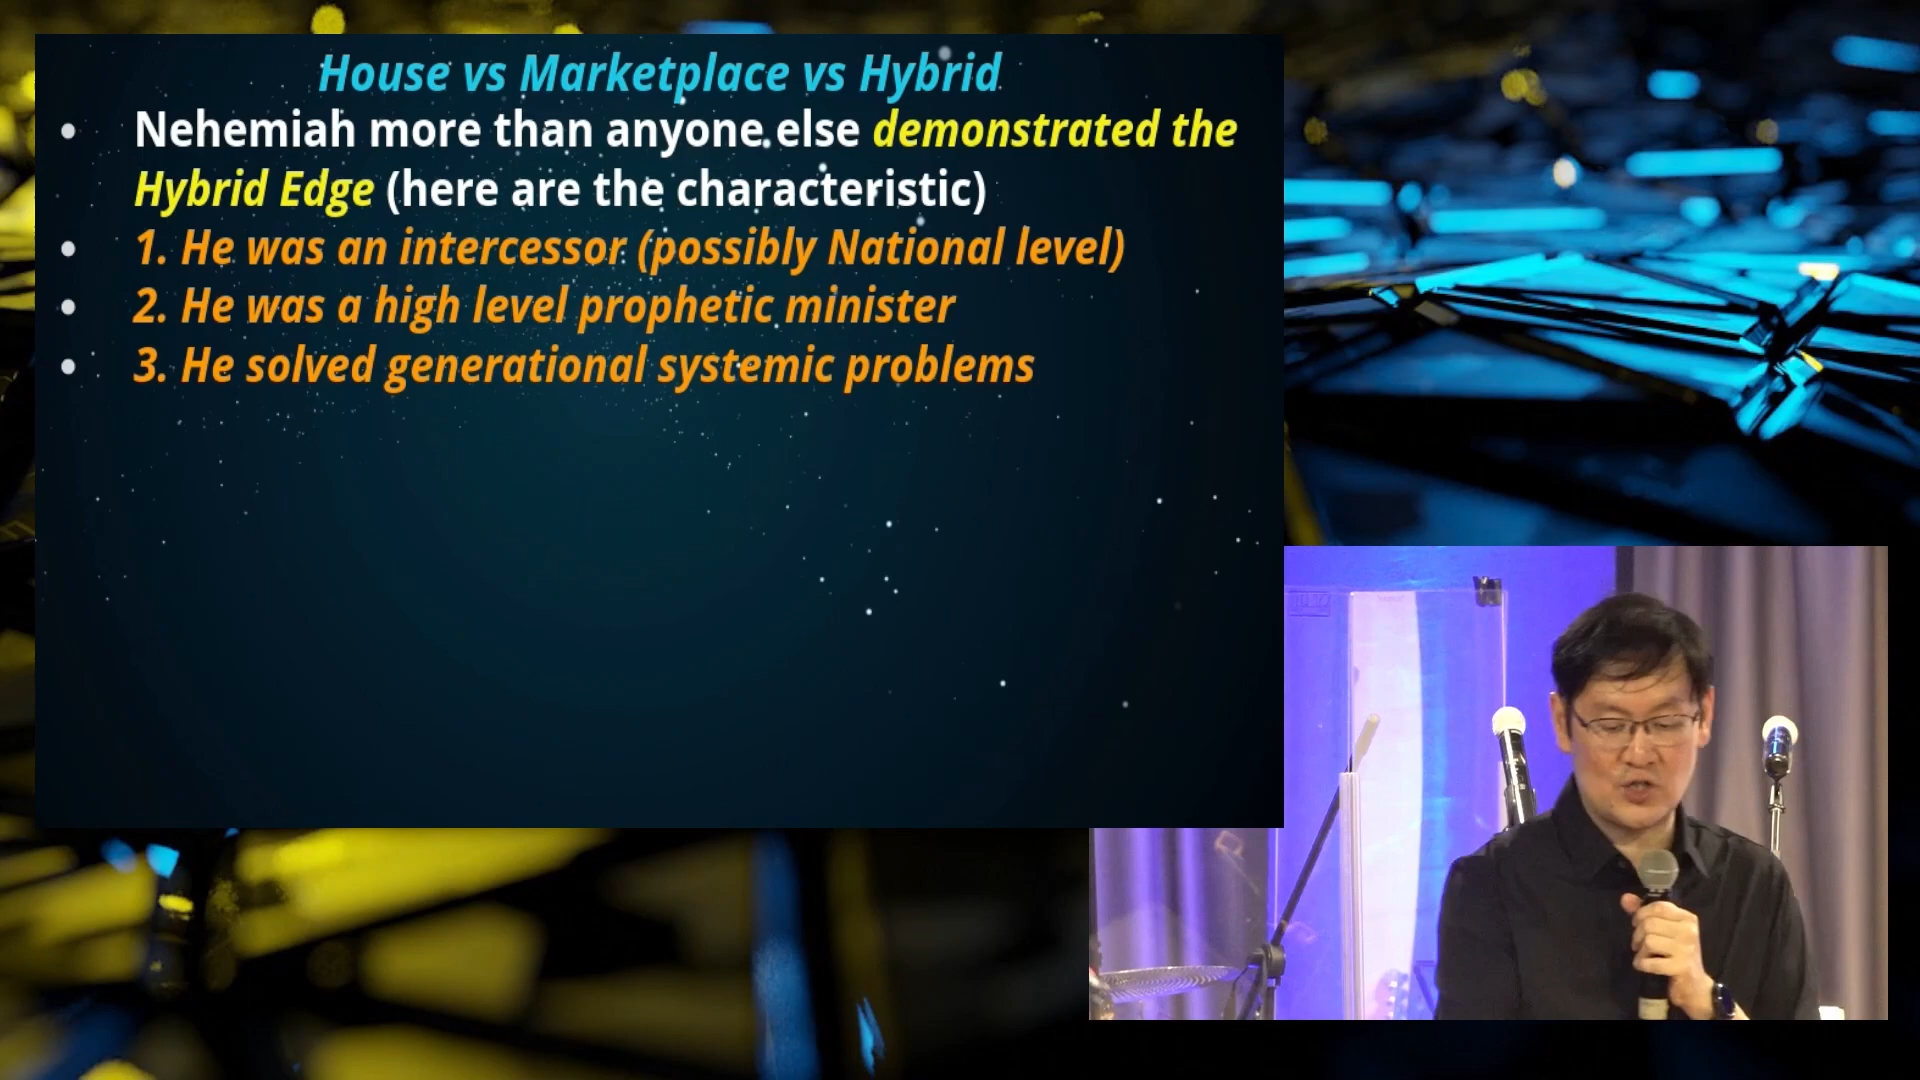 House vs Marketplace vs Hybrid
• Nehemiah more than anyone else demonstrated the
Hybrid Edge (here are the characteristic)
• 1. He was an intercessor (possibly National level)
• 2. He was a high level prophetic minister
• 3. He solved generational systemic problems